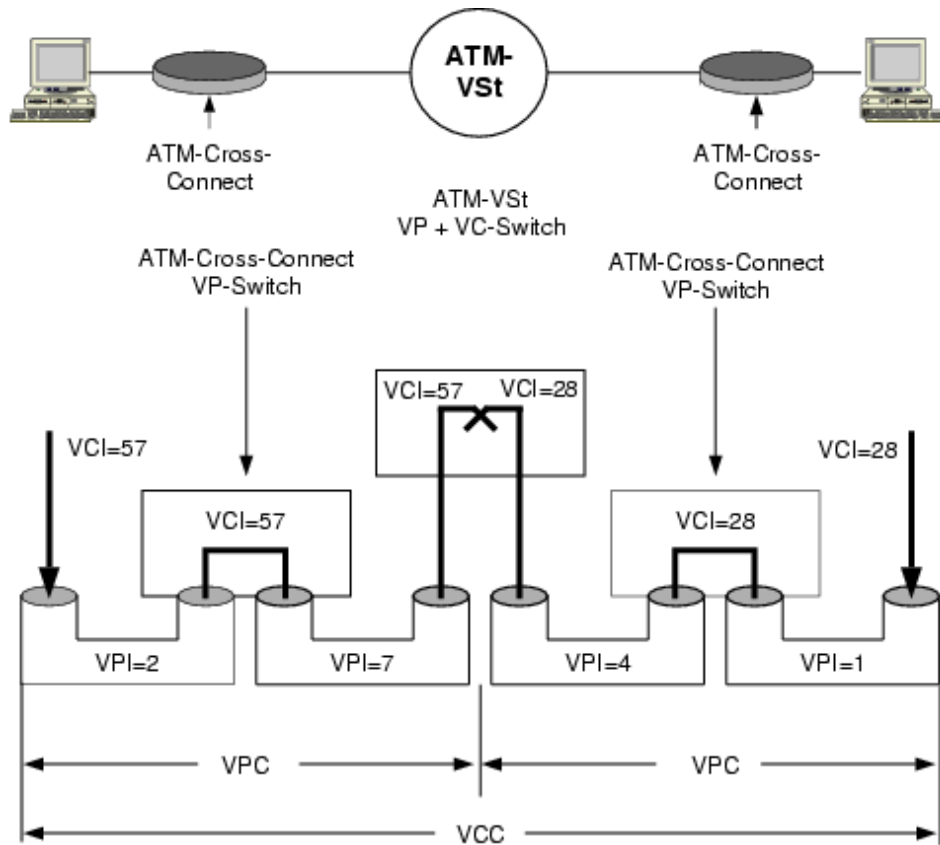 ATM-
VSt
ATM-Cross-
Connect
ATM-Cross-
Connect
ATM-VSt
VP + VC-Switch
ATM-Cross-Connect
VP-Switch
ATM-Cross-Connect
VP-Switch
VCI=57
VCI=28
VCI=57
VCI=28
VCI=57
VCI=28
VPI=2
VPI=7
VPI=4
VPI=1
VPC
VPC
VCC